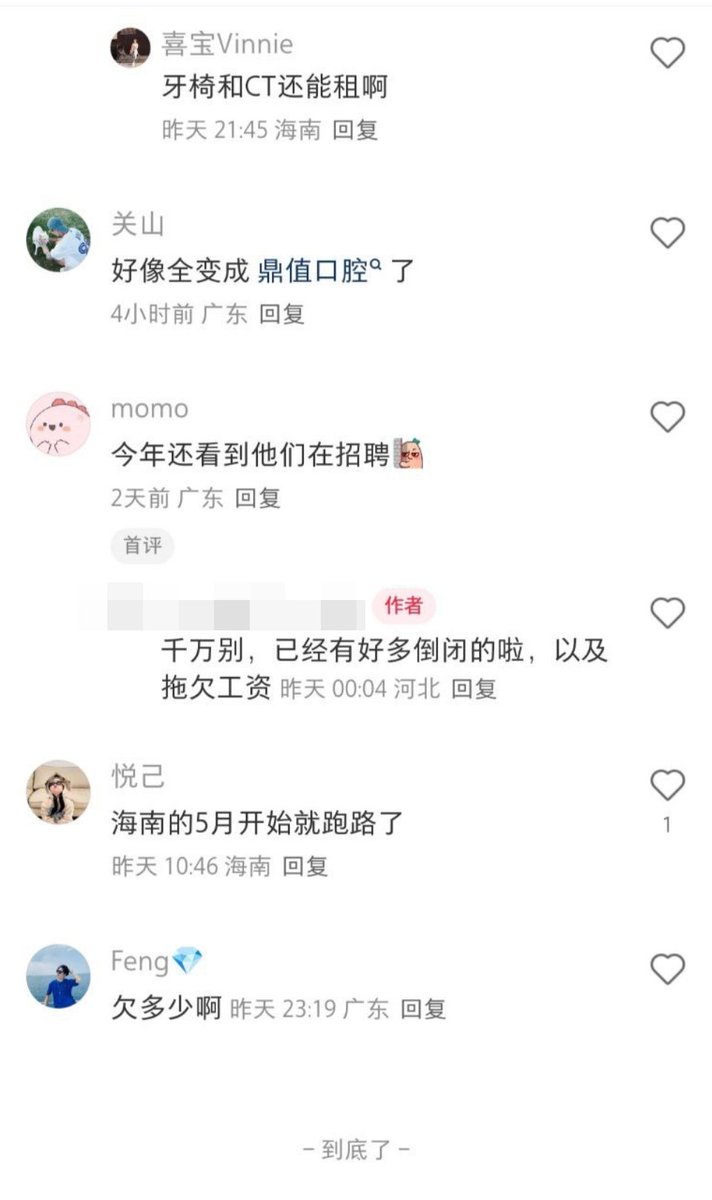 喜宝Vinnie
牙椅和CT还能租啊
昨天 21:45 海南 回复
关山
好像全变成 鼎值口腔 了
4小时前 广东 回复
momo
今年还看到他们在招聘
2天前 广东 回复
首评
作者
千万别，已经有好多倒闭的啦，以及
拖欠工资 昨天 00:04 河北 回复
悦己
海南的5月开始就跑路了
1
昨天 10:46 海南 回复
Feng💎
欠多少啊 昨天 23:19 广东 回复
- 到底了 -